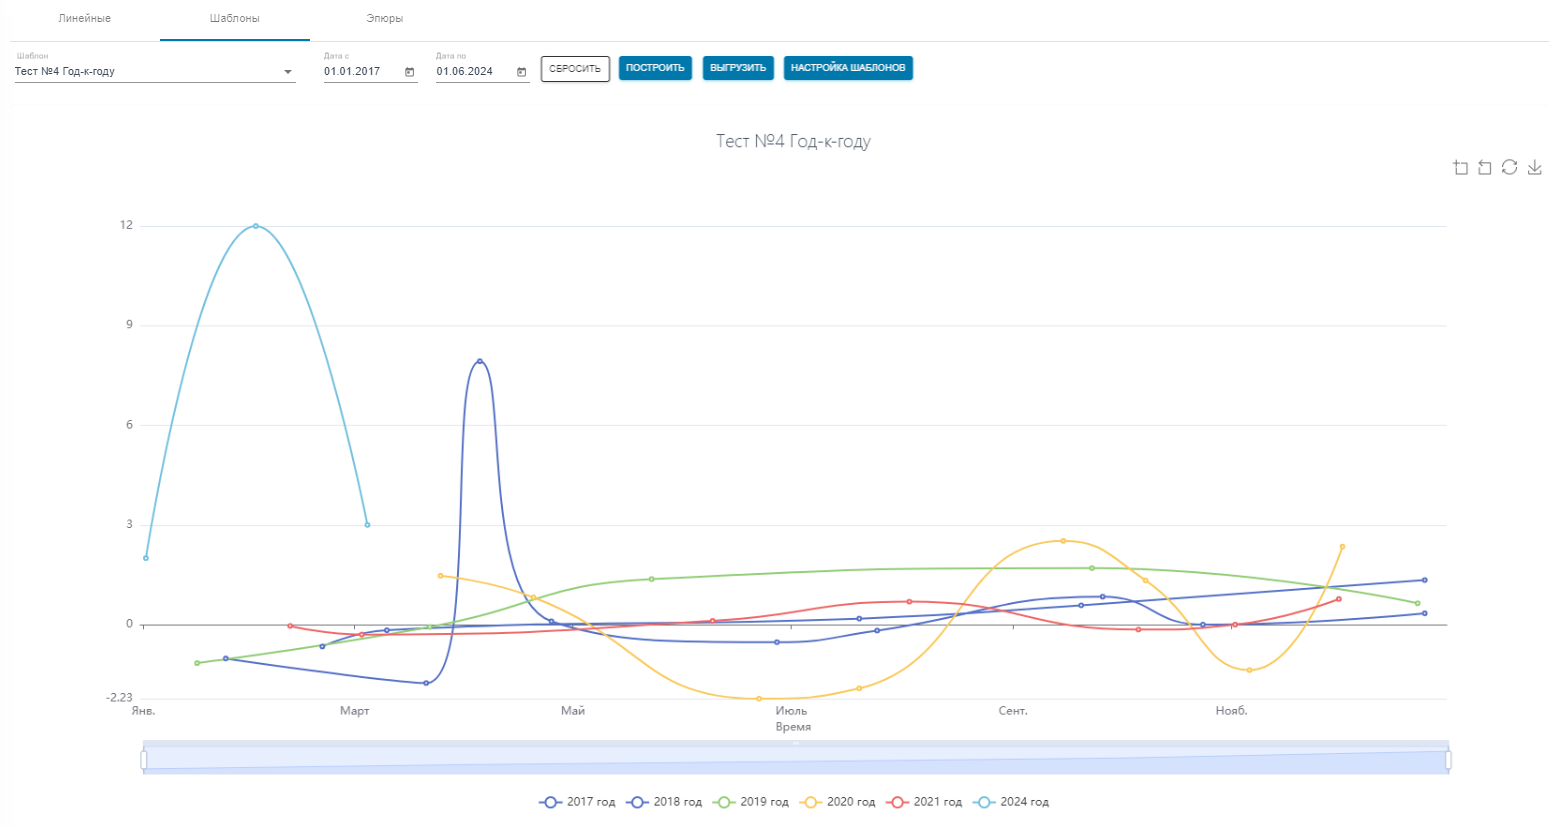 Линейные Шаблоны Эпюры
Шаблон Дата с Дата по
Тест №4 Год-к-году 01.01.2017 01.06.2024 СБРОСИТЬ ПОСТРОИТЬ ВЫГРУЗИТЬ НАСТРОЙКА ШАБЛОНОВ
Тест №4 Год-к-году
12
9
6
3
0
-2.23
Янв. Март Май Июль Сент. Нояб.
Время
2017 год 2018 год 2019 год 2020 год 2021 год 2024 год